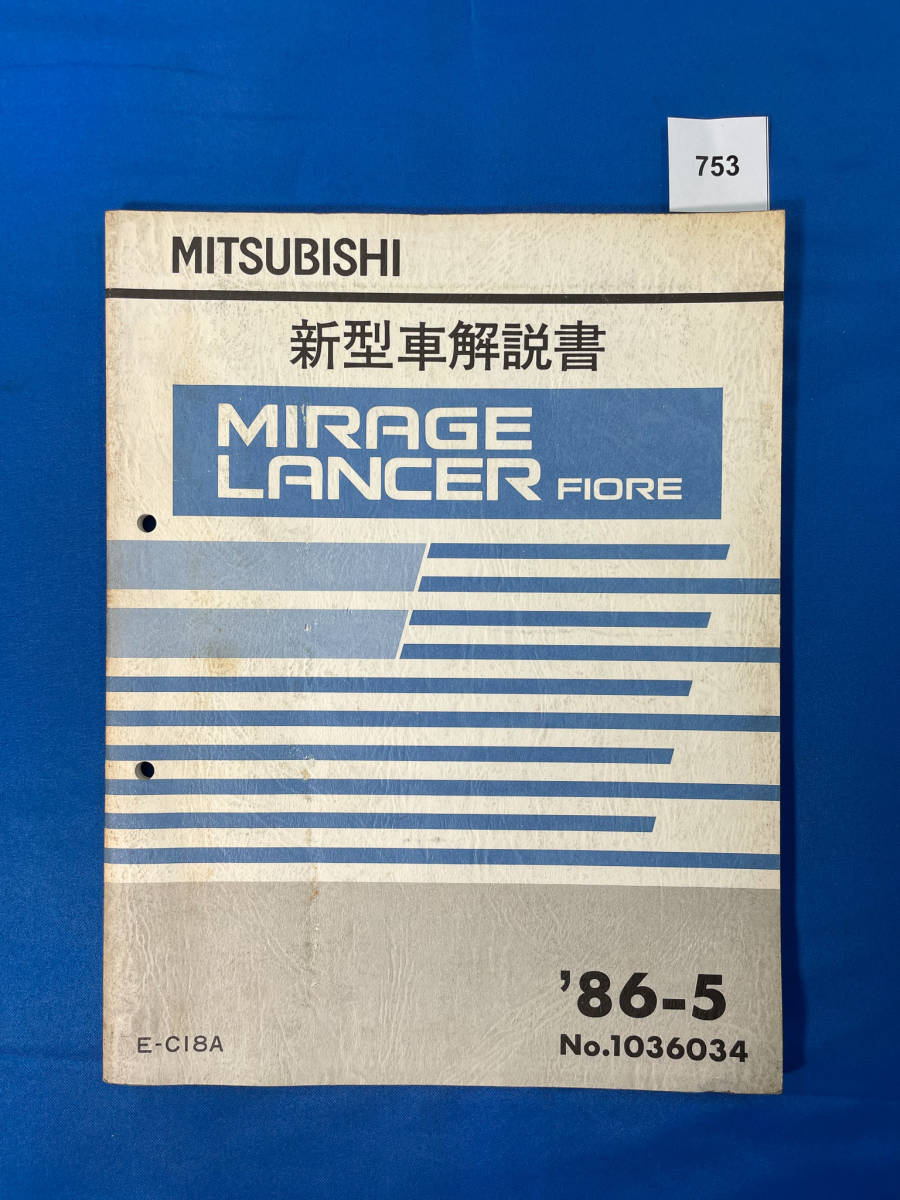 753
MITSUBISHI
新型車解説書
MIRAGE
LANCER FIORE
'86-5
E-C18A
No.1036034